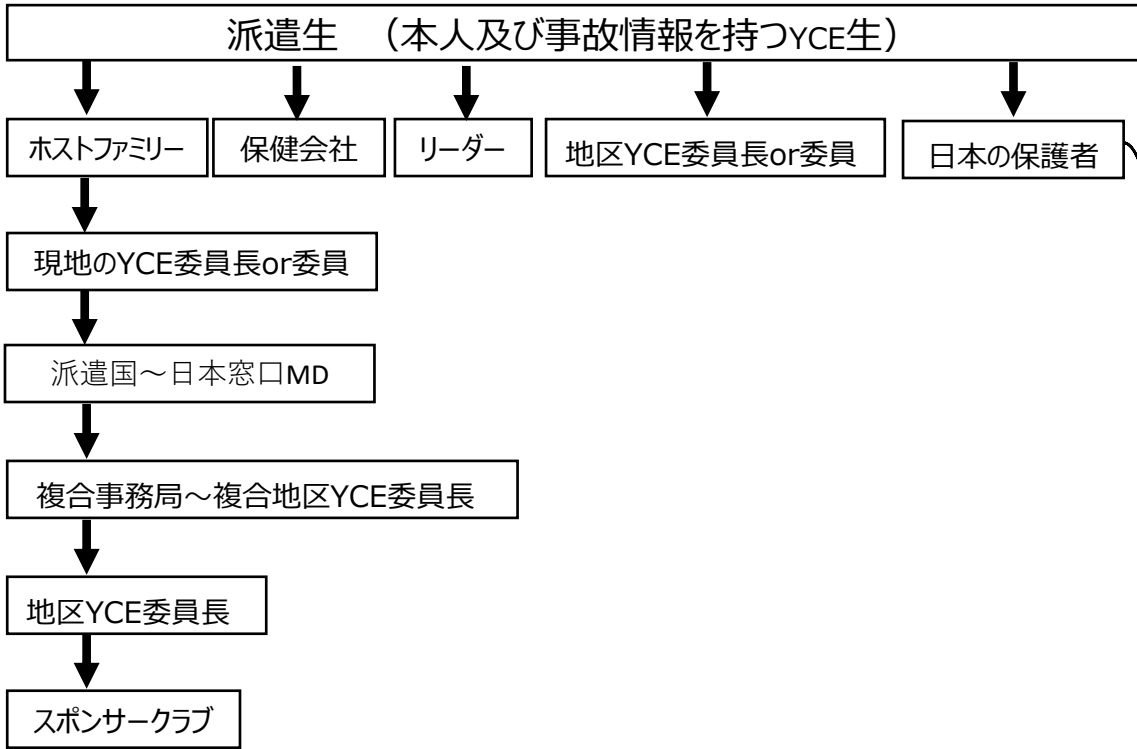 派遣生　（本人及び事故情報を持つYCE生）
ホストファミリー
保健会社
リーダー
地区YCE委員長or委員
日本の保護者
現地のYCE委員長or委員
派遣国～日本窓口MD
複合事務局～複合地区YCE委員長
地区YCE委員長
スポンサークラブ